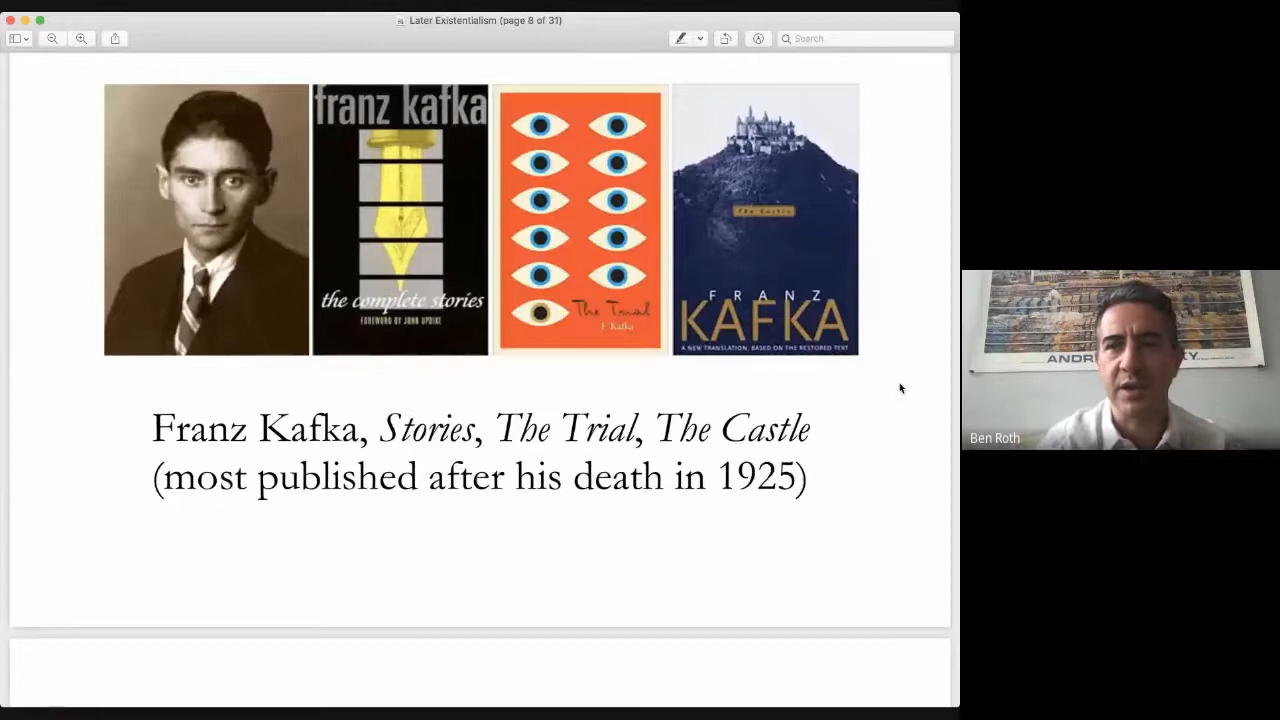 Later Existentialism (page 8 of 31)
Search
franz kafka
the complete stories
FOREWORD BY JOHN UPDIKE
The Trial
F. Kafka
The Castle
FRANZ
KAFKA
A NEW TRANSLATION, BASED ON THE RESTORED TEXT
Franz Kafka, Stories, The Trial, The Castle
(most published after his death in 1925)
Ben Roth